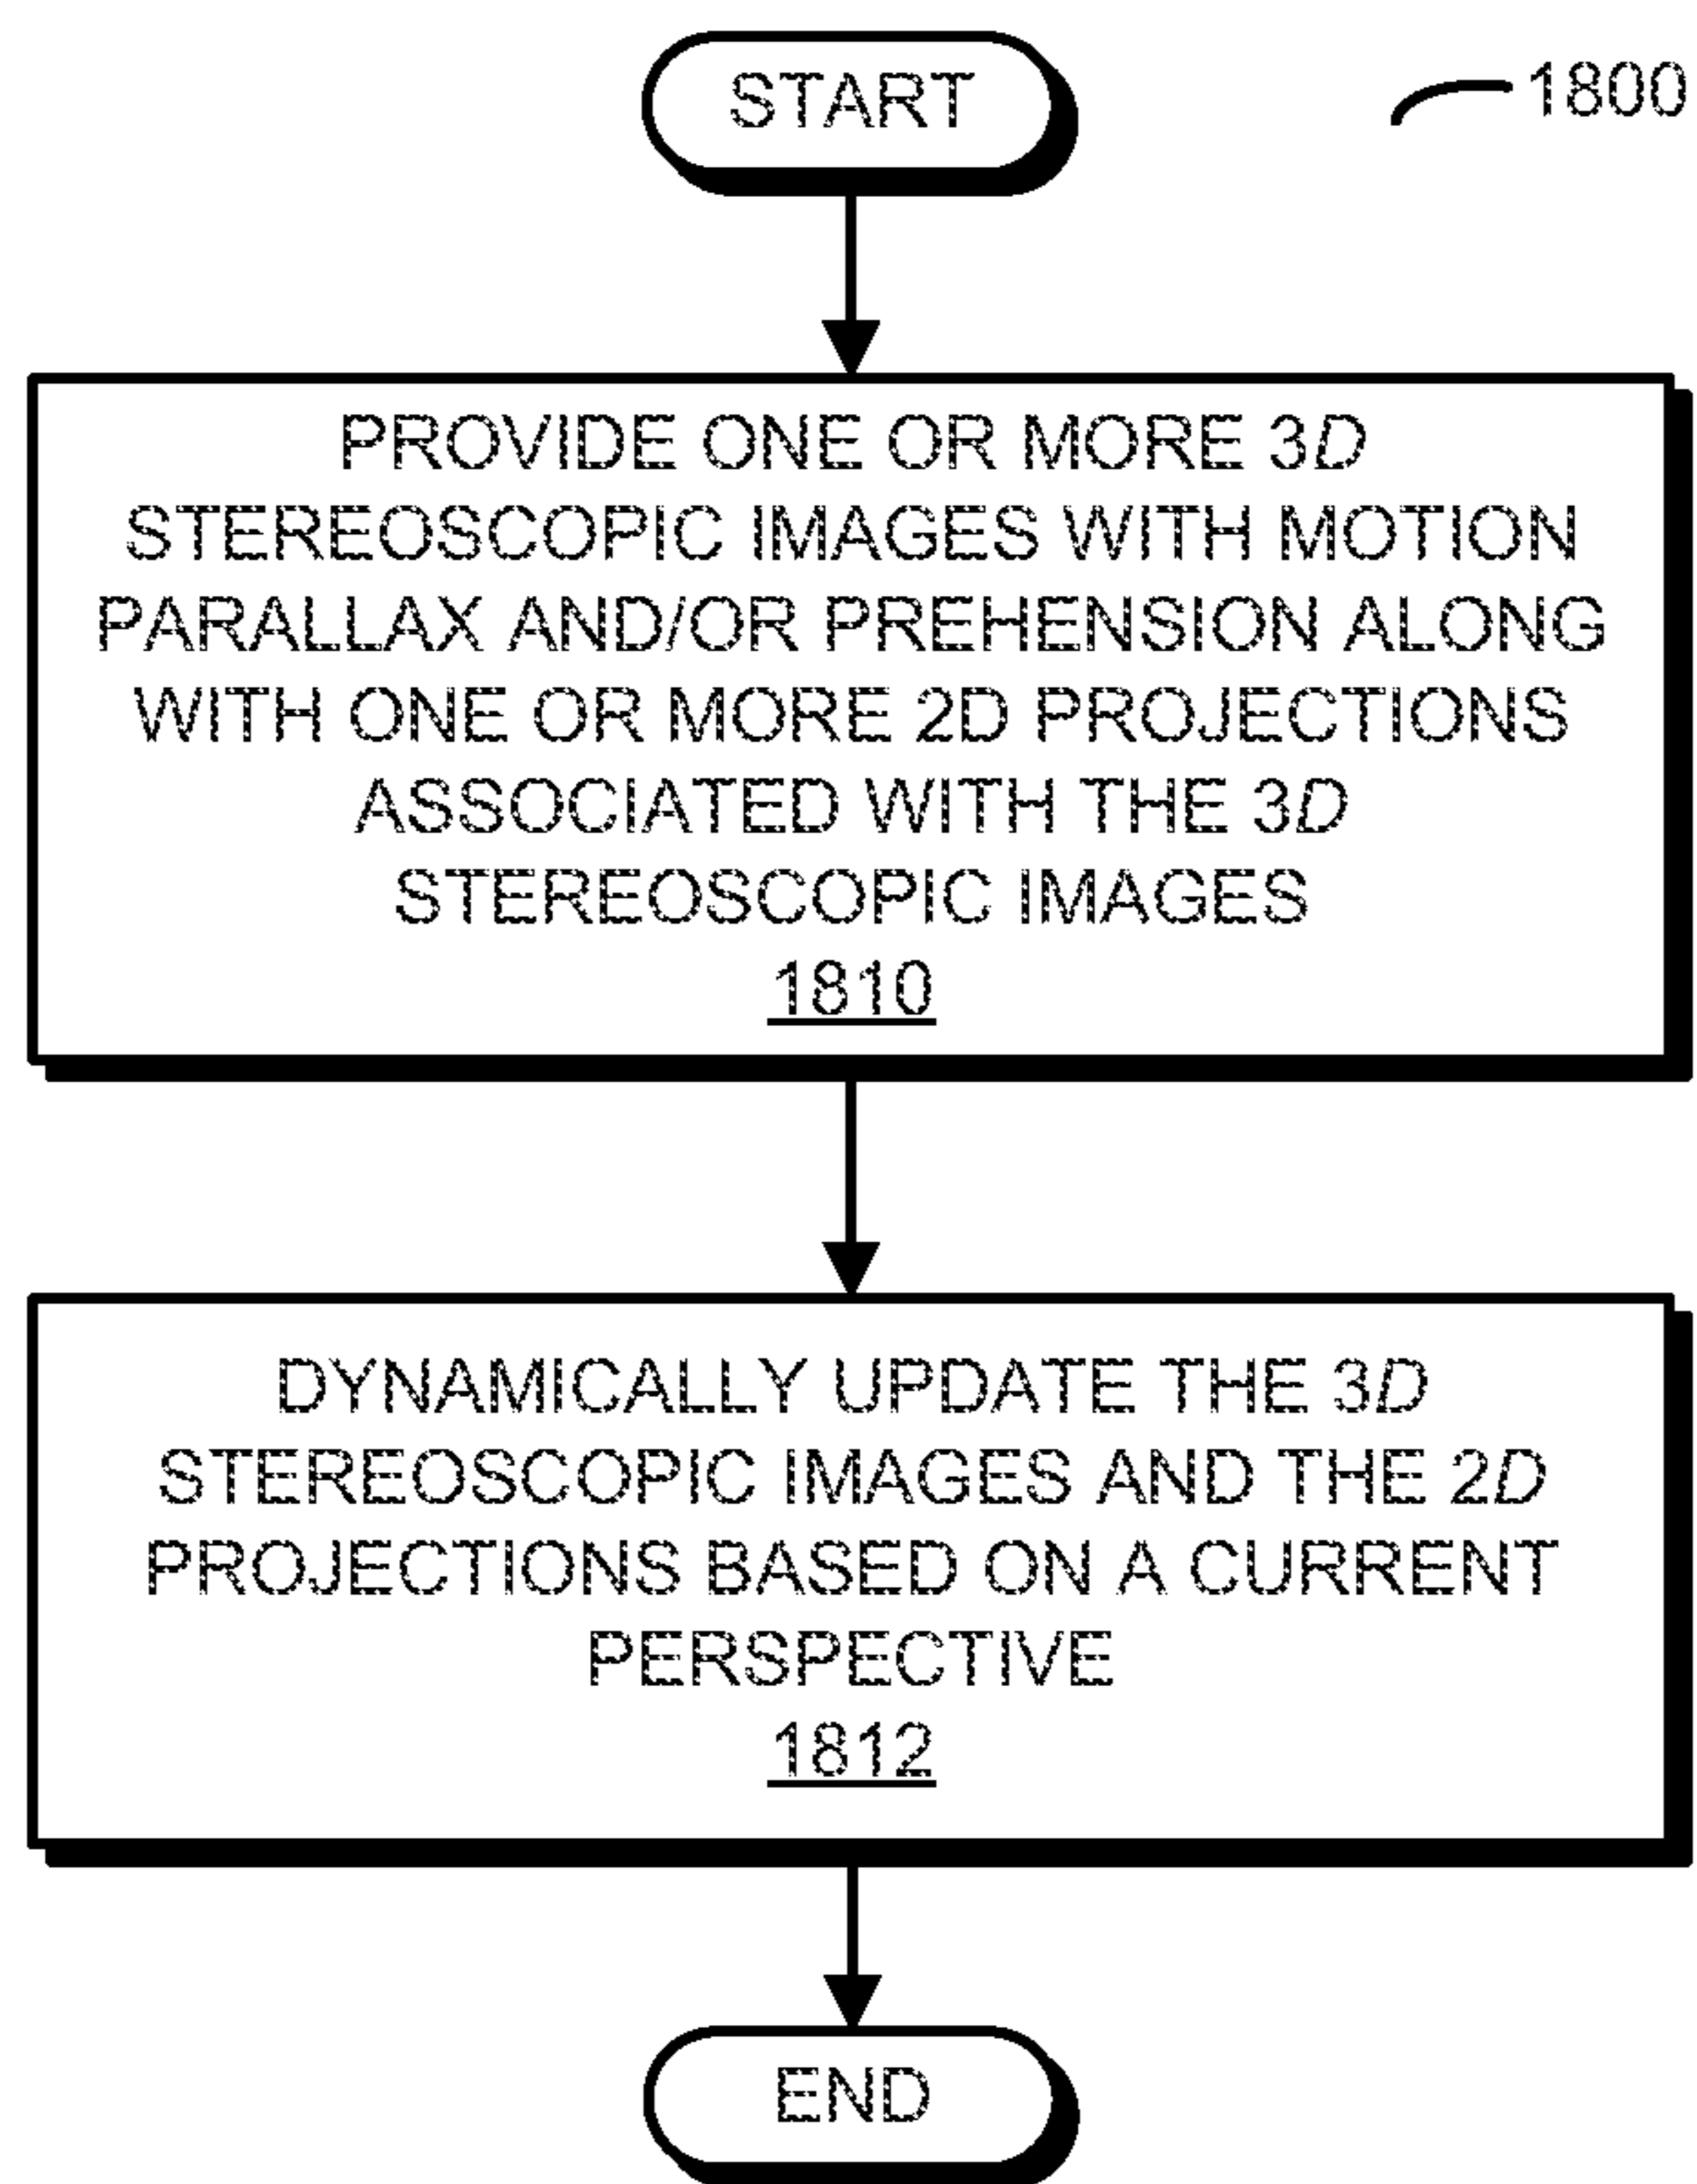 START
1800
PROVIDE ONE OR MORE 3D
STEREOSCOPIC IMAGES WITH MOTION
PARALLAX AND/OR PREHENSION ALONG
WITH ONE OR MORE 2D PROJECTIONS
ASSOCIATED WITH THE 3D
STEREOSCOPIC IMAGES
1810
DYNAMICALLY UPDATE THE 3D
STEREOSCOPIC IMAGES AND THE 2D
PROJECTIONS BASED ON A CURRENT
PERSPECTIVE
1812
END